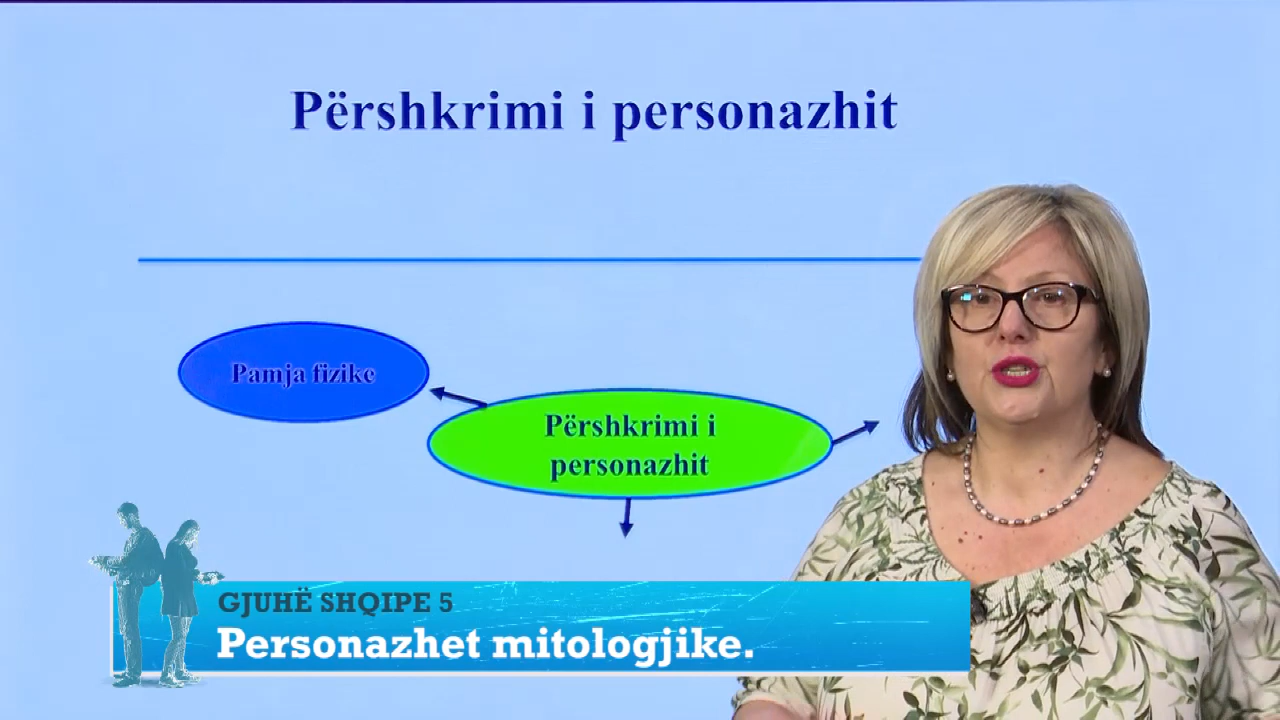 Përshkrimi i personazhit
Pamja fizike
Përshkrimi i
personazhit
GJUHË SHQIPE 5
Personazhet mitologjike.